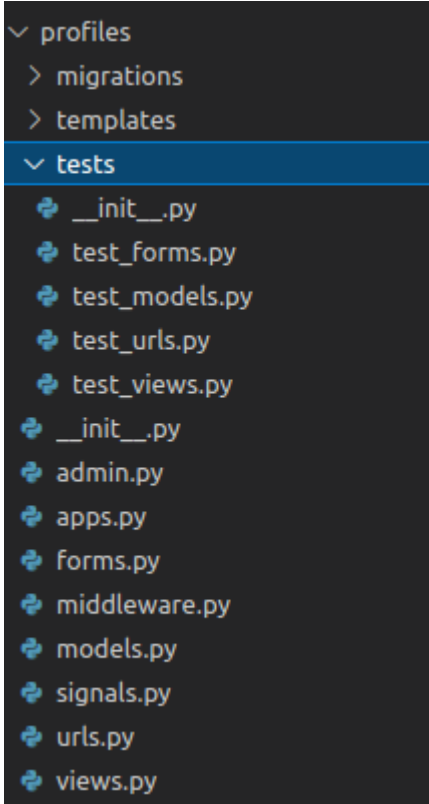 profiles
migrations
templates
tests
__init__.py
test_forms.py
test_models.py
test_urls.py
test_views.py
__init__.py
admin.py
apps.py
forms.py
middleware.py
models.py
signals.py
urls.py
views.py